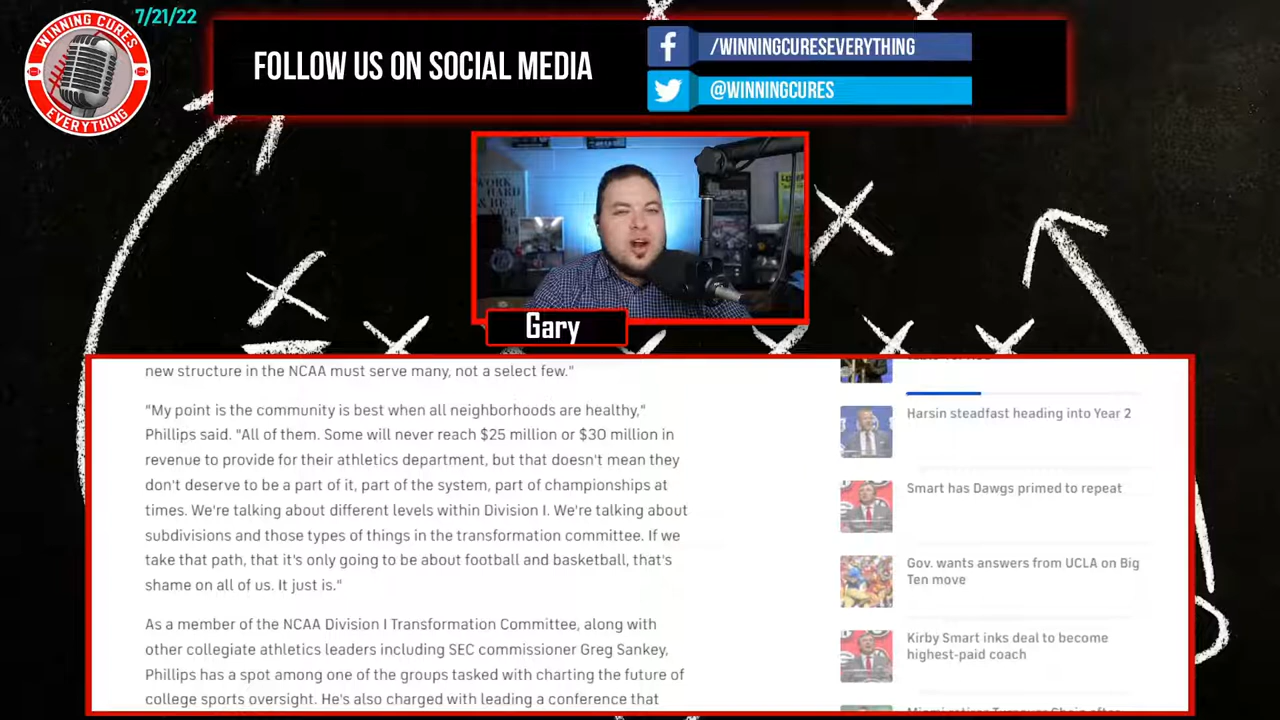 7/21/22
WINNING CURES
EVERYTHING
FOLLOW US ON SOCIAL MEDIA
/WINNINGCURESEVERYTHING
@WINNINGCURES
WORK
HARD
Gary
new structure in the NCAA must serve many, not a select few."
"My point is the community is best when all neighborhoods are healthy,"
Phillips said. "All of them. Some will never reach $25 million or $30 million in
revenue to provide for their athletics department, but that doesn't mean they
don't deserve to be a part of it, part of the system, part of championships at
times. We're talking about different levels within Division I. We're talking about
subdivisions and those types of things in the transformation committee. If we
take that path, that it's only going to be about football and basketball, that's
shame on all of us. It just is."
As a member of the NCAA Division I Transformation Committee, along with
other collegiate athletics leaders including SEC commissioner Greg Sankey,
Phillips has a spot among one of the groups tasked with charting the future of
college sports oversight. He's also charged with leading a conference that
Harsin steadfast heading into Year 2
Smart has Dawgs primed to repeat
Gov. wants answers from UCLA on Big
Ten move
Kirby Smart inks deal to become
highest-paid coach